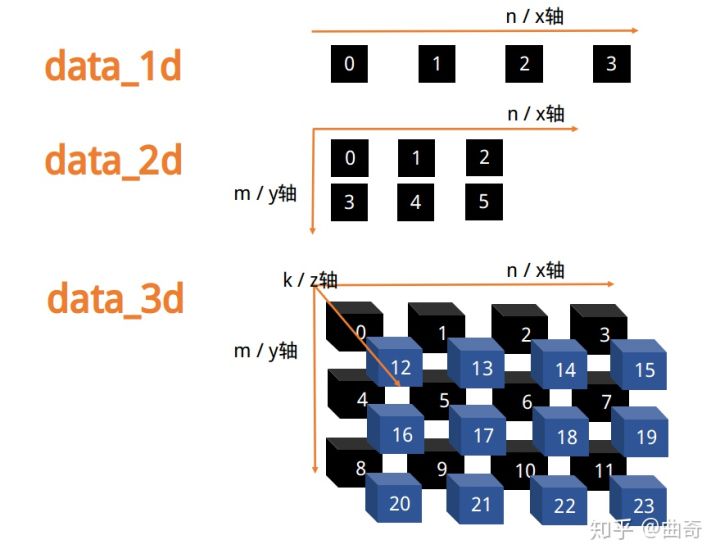 n / x轴
data_1d
0 1 2 3
n / x轴
data_2d
0 1 2
m / y轴
3 4 5
k / z轴
n / x轴
data_3d
0 1 2 3
m / y轴
12 13 14 15
4 5 6 7
16 17 18 19
8 9 10 11
20 21 22 23
知乎 @曲奇